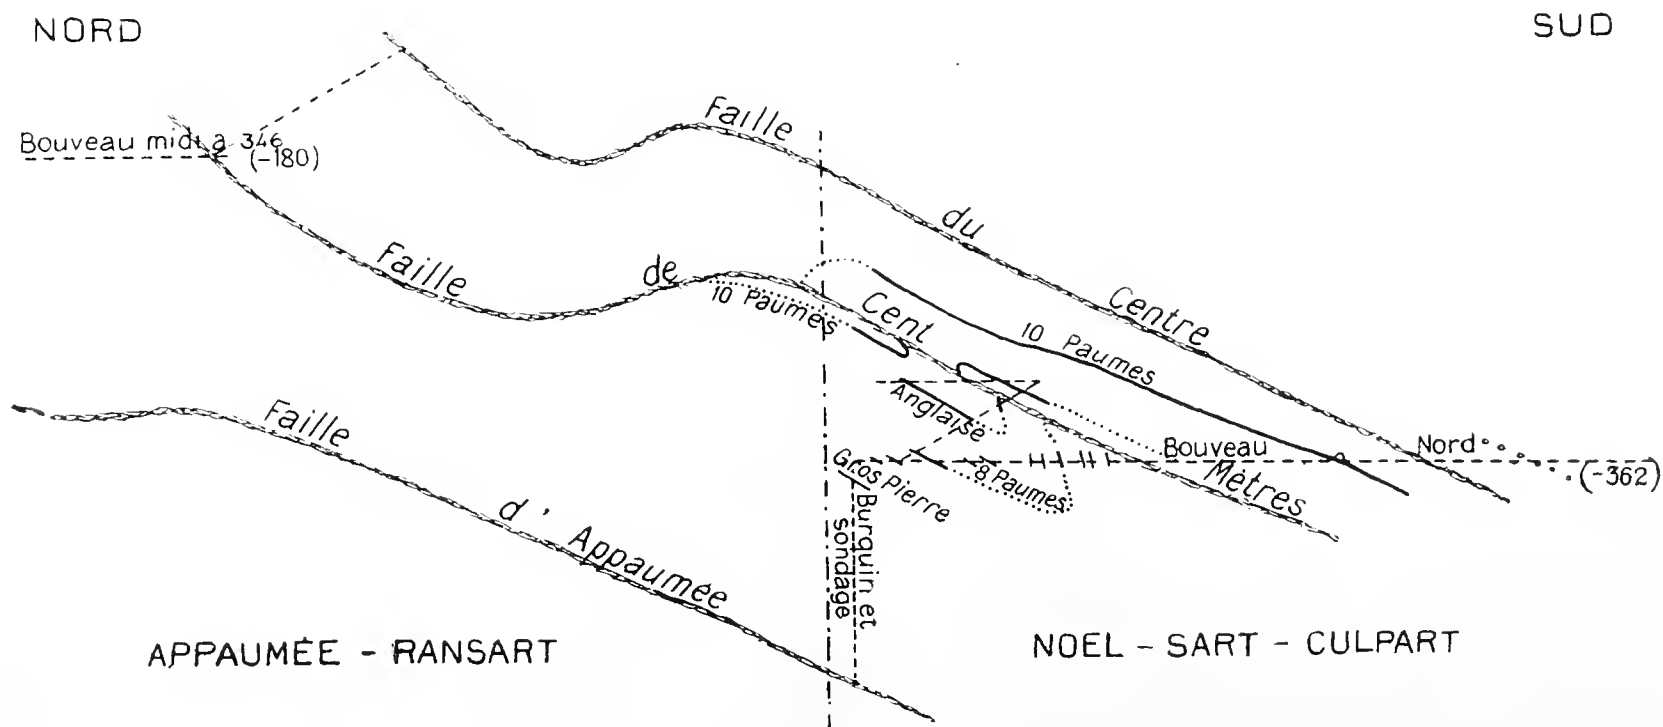 NORD
SUD
Bouveau midi à 346
(-180)
Faille du Centre
Faille de Cent Mètres
10 Paumes
10 Paumes
Anglaise
Bouveau Nord
(-362)
8 Paumes
Gros Pierre
Burquin et
sondage
Faille d'Appaumée
APPAUMÉE - RANSART
NOEL - SART - CULPART